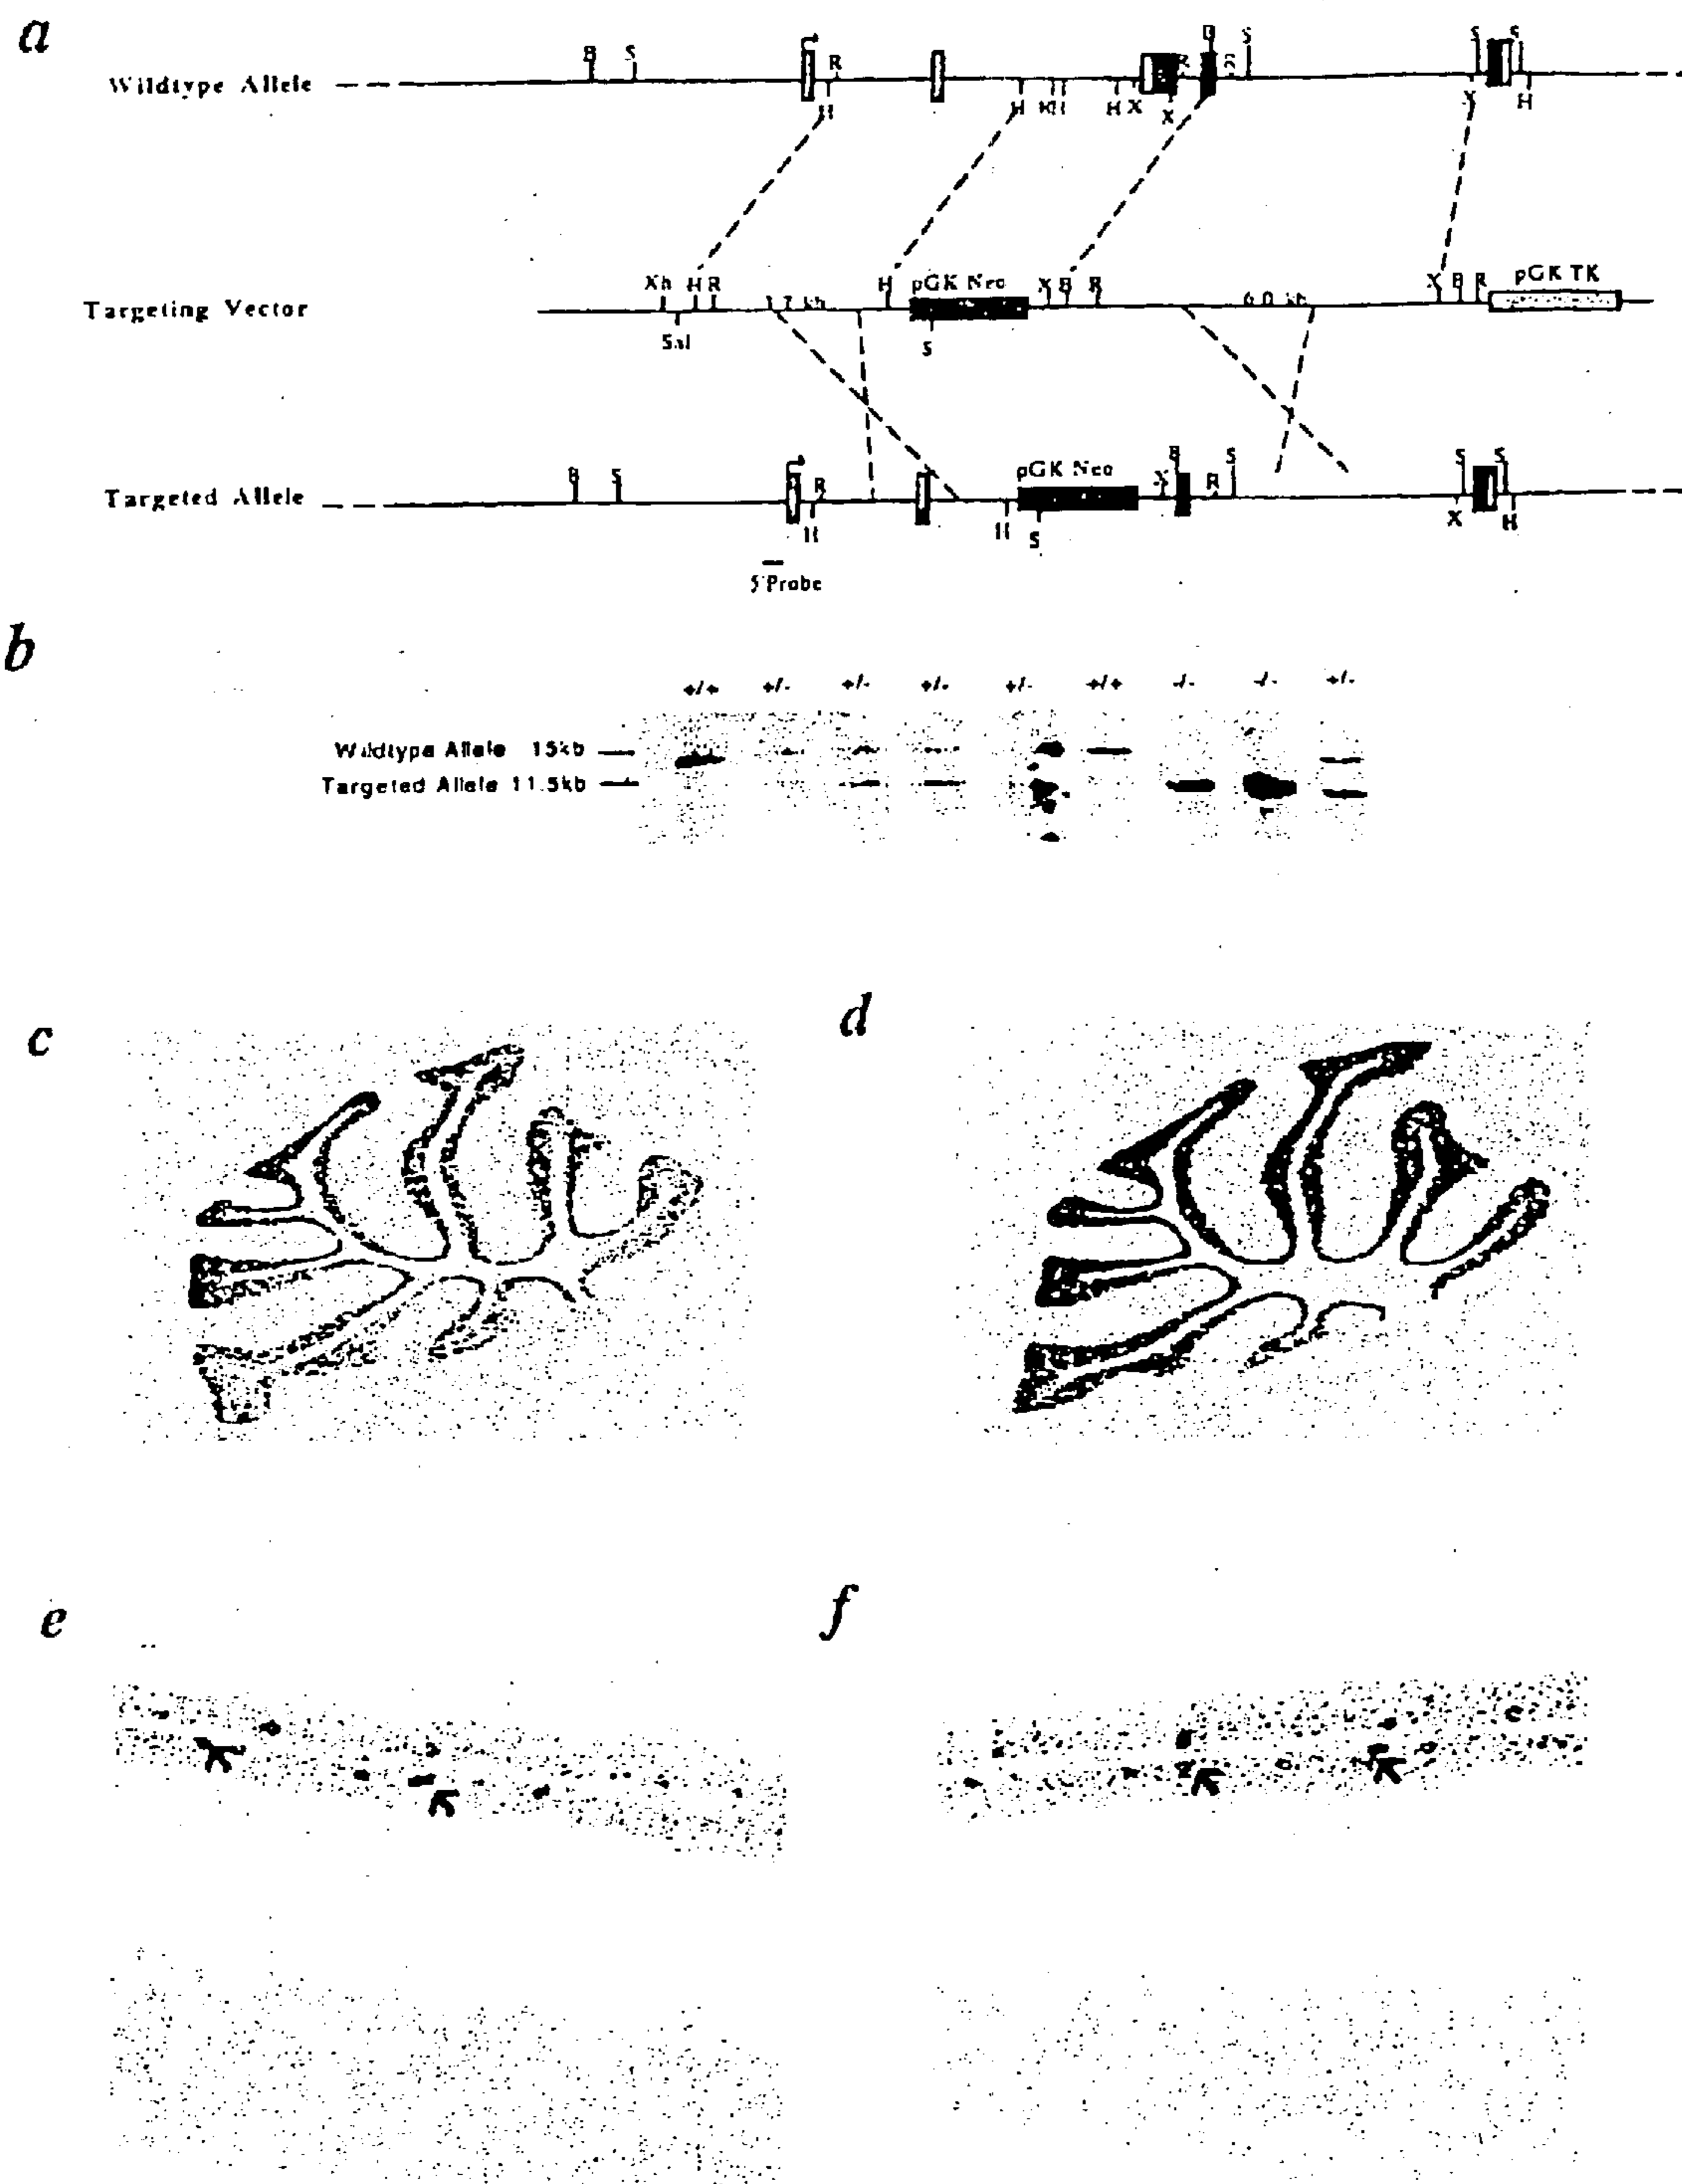 a
B S R B S S S
Wildtype Allele
H H H X X X H
Xh H R H pGK Neo X B R X B R pGK TK
Targeting Vector
Sal S
B S R pGK Neo X B R S S S
Targeted Allele
H H S X H
5'Probe
b
+/+ +/- +/- +/- +/- +/+ -/- -/- +/-
Wildtype Allele 15kb
Targeted Allele 11.5kb
c d
e f